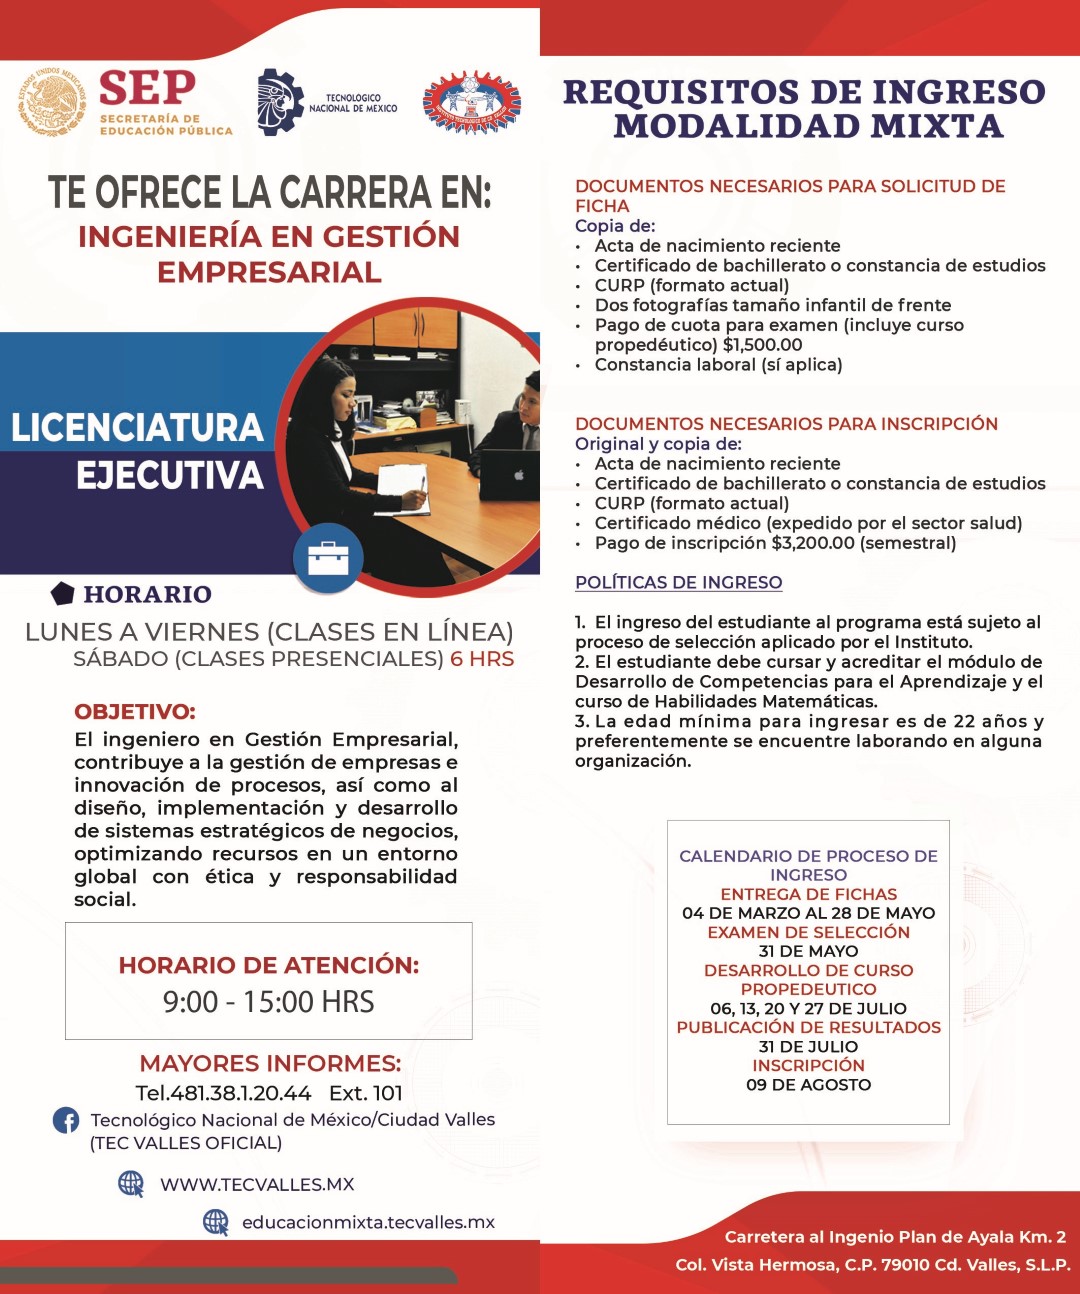 ESTADOS UNIDOS MEXICANOS
SEP
SECRETARÍA DE
EDUCACIÓN PÚBLICA
TECNOLÓGICO
NACIONAL DE MÉXICO
TE OFRECE LA CARRERA EN:
INGENIERÍA EN GESTIÓN
EMPRESARIAL
LICENCIATURA
EJECUTIVA
HORARIO
LUNES A VIERNES (CLASES EN LÍNEA)
SÁBADO (CLASES PRESENCIALES) 6 HRS
OBJETIVO:
El ingeniero en Gestión Empresarial,
contribuye a la gestión de empresas e
innovación de procesos, así como al
diseño, implementación y desarrollo
de sistemas estratégicos de negocios,
optimizando recursos en un entorno
global con ética y responsabilidad
social.
HORARIO DE ATENCIÓN:
9:00 - 15:00 HRS
MAYORES INFORMES:
Tel.481.38.1.20.44 Ext. 101
Tecnológico Nacional de México/Ciudad Valles
(TEC VALLES OFICIAL)
WWW.TECVALLES.MX
educacionmixta.tecvalles.mx
REQUISITOS DE INGRESO
MODALIDAD MIXTA
DOCUMENTOS NECESARIOS PARA SOLICITUD DE
FICHA
Copia de:
• Acta de nacimiento reciente
• Certificado de bachillerato o constancia de estudios
• CURP (formato actual)
• Dos fotografías tamaño infantil de frente
• Pago de cuota para examen (incluye curso
propedéutico) $1,500.00
• Constancia laboral (sí aplica)
DOCUMENTOS NECESARIOS PARA INSCRIPCIÓN
Original y copia de:
• Acta de nacimiento reciente
• Certificado de bachillerato o constancia de estudios
• CURP (formato actual)
• Certificado médico (expedido por el sector salud)
• Pago de inscripción $3,200.00 (semestral)
POLÍTICAS DE INGRESO
1. El ingreso del estudiante al programa está sujeto al
proceso de selección aplicado por el Instituto.
2. El estudiante debe cursar y acreditar el módulo de
Desarrollo de Competencias para el Aprendizaje y el
curso de Habilidades Matemáticas.
3. La edad mínima para ingresar es de 22 años y
preferentemente se encuentre laborando en alguna
organización.
CALENDARIO DE PROCESO DE
INGRESO
ENTREGA DE FICHAS
04 DE MARZO AL 28 DE MAYO
EXAMEN DE SELECCIÓN
31 DE MAYO
DESARROLLO DE CURSO
PROPEDEUTICO
06, 13, 20 Y 27 DE JULIO
PUBLICACIÓN DE RESULTADOS
31 DE JULIO
INSCRIPCIÓN
09 DE AGOSTO
Carretera al Ingenio Plan de Ayala Km. 2
Col. Vista Hermosa, C.P. 79010 Cd. Valles, S.L.P.